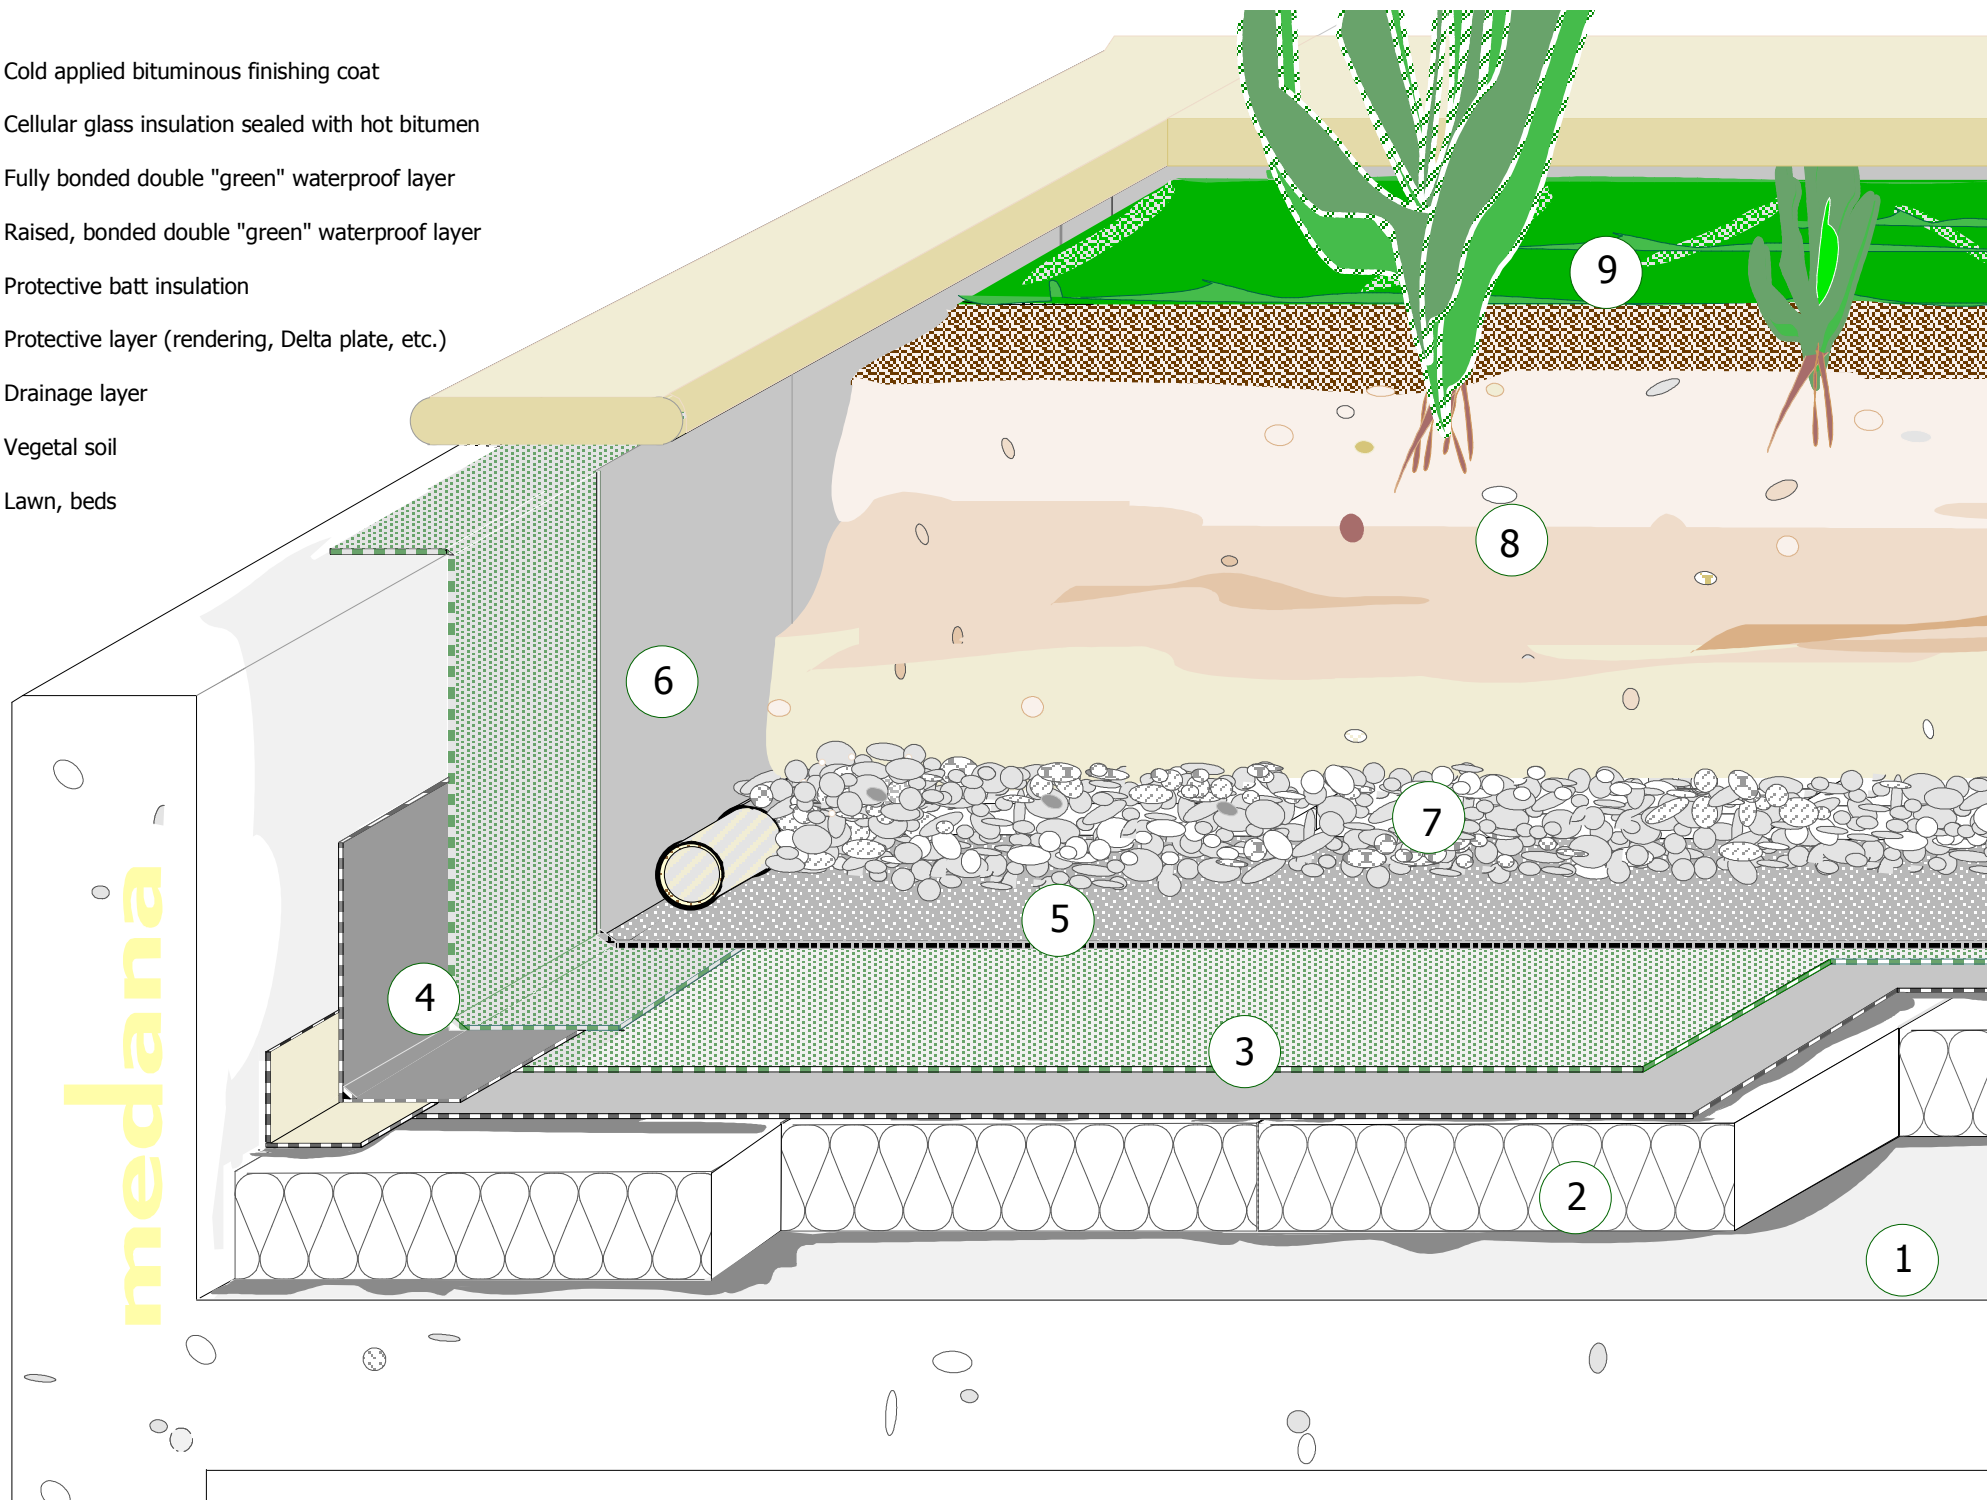 Cold applied bituminous finishing coat
Cellular glass insulation sealed with hot bitumen
Fully bonded double "green" waterproof layer
Raised, bonded double "green" waterproof layer
Protective batt insulation
Protective layer (rendering, Delta plate, etc.)
Drainage layer
Vegetal soil
Lawn, beds
9
8
6
7
5
4
3
2
1
medana